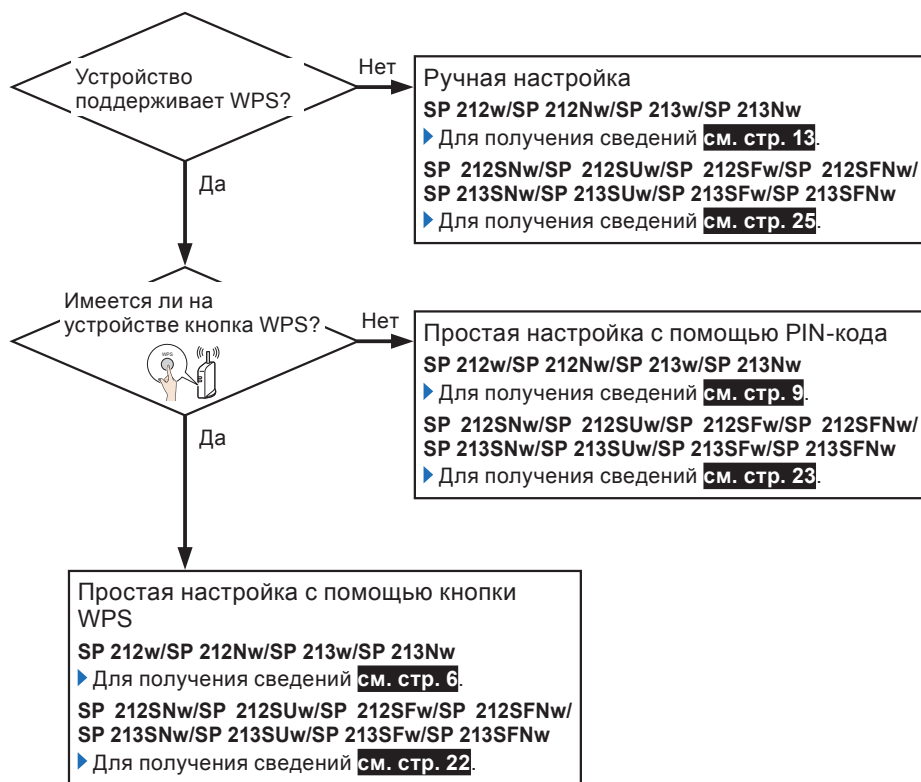 Устройство
поддерживает WPS?
Нет
Да
Ручная настройка
SP 212w/SP 212Nw/SP 213w/SP 213Nw
Для получения сведений см. стр. 13.
SP 212SNw/SP 212SUw/SP 212SFw/SP 212SFNw/
SP 213SNw/SP 213SUw/SP 213SFw/SP 213SFNw
Для получения сведений см. стр. 25.
Имеется ли на
устройстве кнопка WPS?
WPS
Нет
Да
Простая настройка с помощью PIN-кода
SP 212w/SP 212Nw/SP 213w/SP 213Nw
Для получения сведений см. стр. 9.
SP 212SNw/SP 212SUw/SP 212SFw/SP 212SFNw/
SP 213SNw/SP 213SUw/SP 213SFw/SP 213SFNw
Для получения сведений см. стр. 23.
Простая настройка с помощью кнопки
WPS
SP 212w/SP 212Nw/SP 213w/SP 213Nw
Для получения сведений см. стр. 6.
SP 212SNw/SP 212SUw/SP 212SFw/SP 212SFNw/
SP 213SNw/SP 213SUw/SP 213SFw/SP 213SFNw
Для получения сведений см. стр. 22.